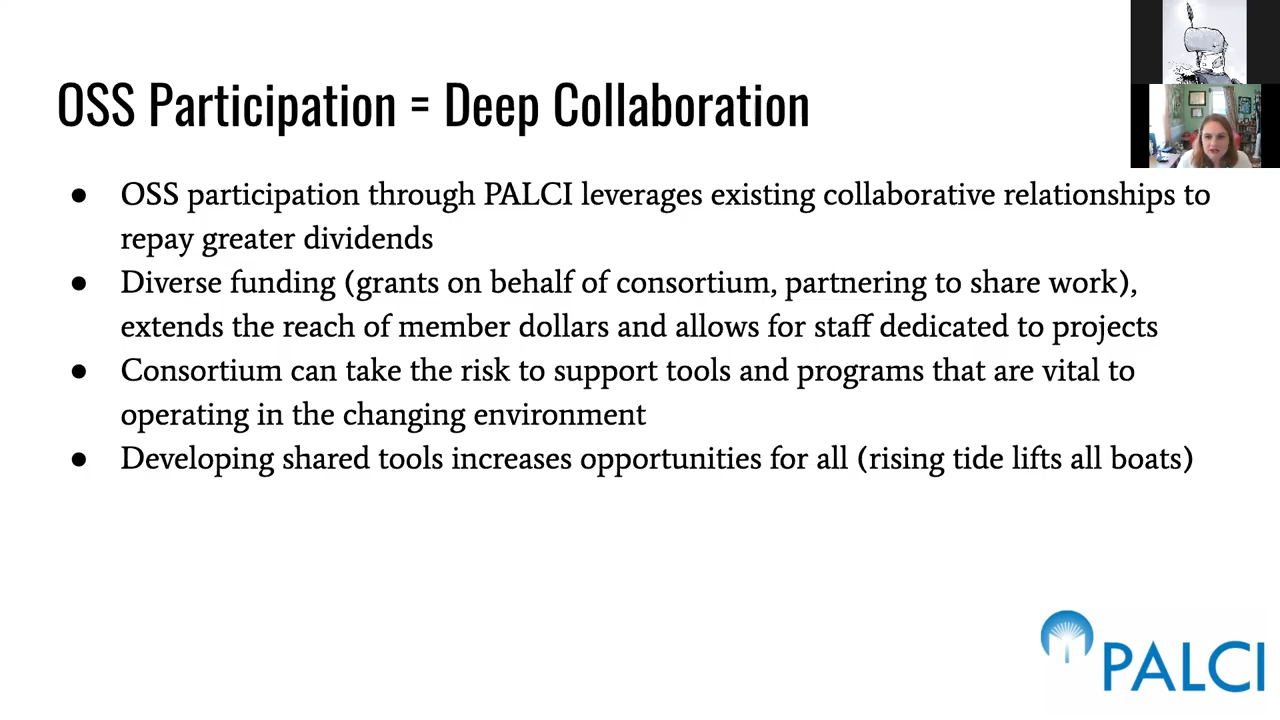 OSS Participation = Deep Collaboration
● OSS participation through PALCI leverages existing collaborative relationships to
repay greater dividends
● Diverse funding (grants on behalf of consortium, partnering to share work),
extends the reach of member dollars and allows for staff dedicated to projects
● Consortium can take the risk to support tools and programs that are vital to
operating in the changing environment
● Developing shared tools increases opportunities for all (rising tide lifts all boats)
PALCI